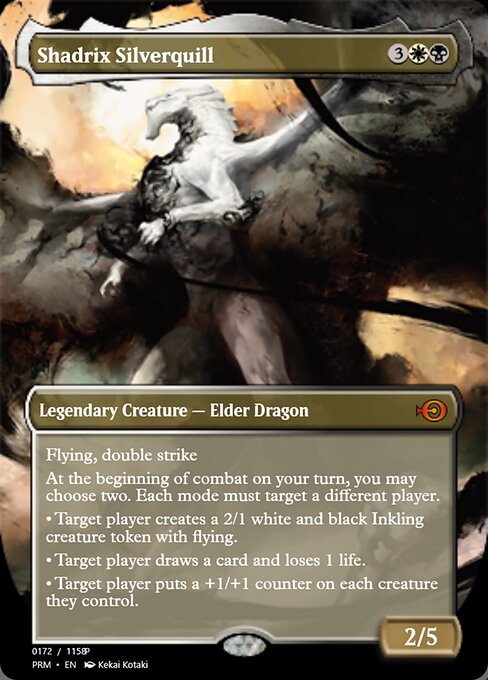 Shadrix Silverquill 3
Legendary Creature — Elder Dragon
Flying, double strike
At the beginning of combat on your turn, you may
choose two. Each mode must target a different player.
• Target player creates a 2/1 white and black Inkling
creature token with flying.
• Target player draws a card and loses 1 life.
• Target player puts a +1/+1 counter on each creature
they control.
2/5
0172 / 1158P
PRM • EN Kekai Kotaki